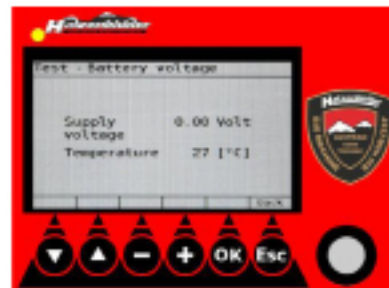 Test - Battery voltage
Supply 0.00 Volt
voltage
Temperature 27 [°C]
Back
OK Esc